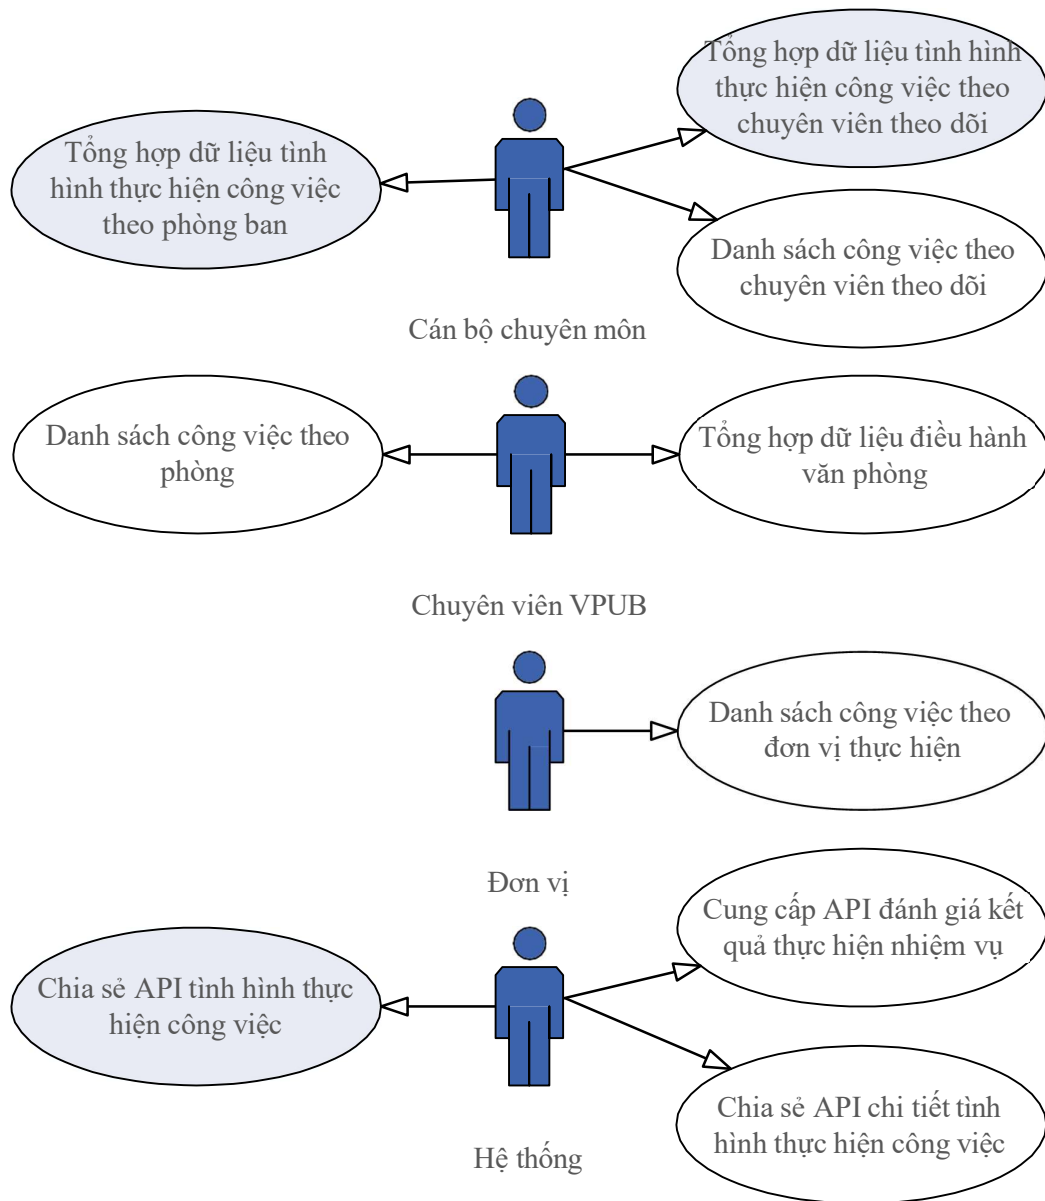 Tổng hợp dữ liệu tình hình
thực hiện công việc theo
chuyên viên theo dõi
Tổng hợp dữ liệu tình
hình thực hiện công việc
theo phòng ban
Danh sách công việc theo
chuyên viên theo dõi
Cán bộ chuyên môn
Danh sách công việc theo
phòng
Tổng hợp dữ liệu điều hành
văn phòng
Chuyên viên VPUB
Danh sách công việc theo
đơn vị thực hiện
Đơn vị
Cung cấp API đánh giá kết
quả thực hiện nhiệm vụ
Chia sẻ API tình hình thực
hiện công việc
Chia sẻ API chi tiết tình
hình thực hiện công việc
Hệ thống